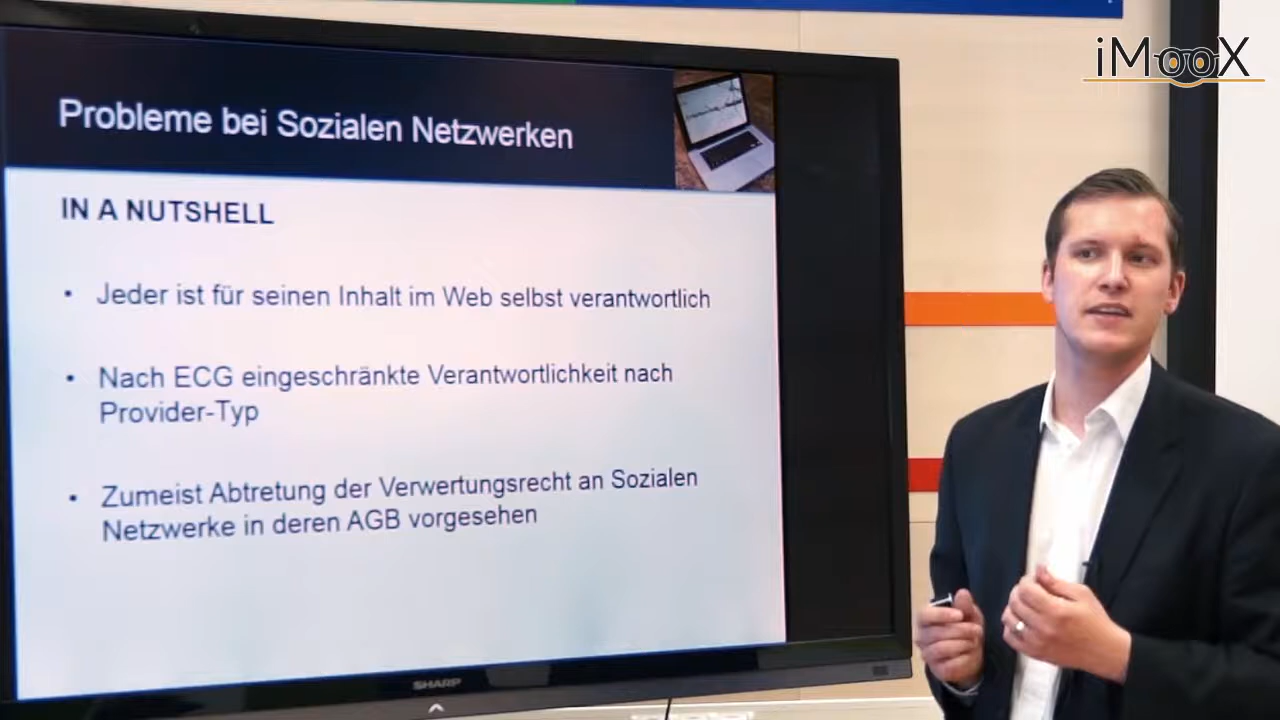 iMooX
Probleme bei Sozialen Netzwerken
IN A NUTSHELL
• Jeder ist für seinen Inhalt im Web selbst verantwortlich
• Nach ECG eingeschränkte Verantwortlichkeit nach
Provider-Typ
• Zumeist Abtretung der Verwertungsrecht an Sozialen
Netzwerke in deren AGB vorgesehen
SHARP